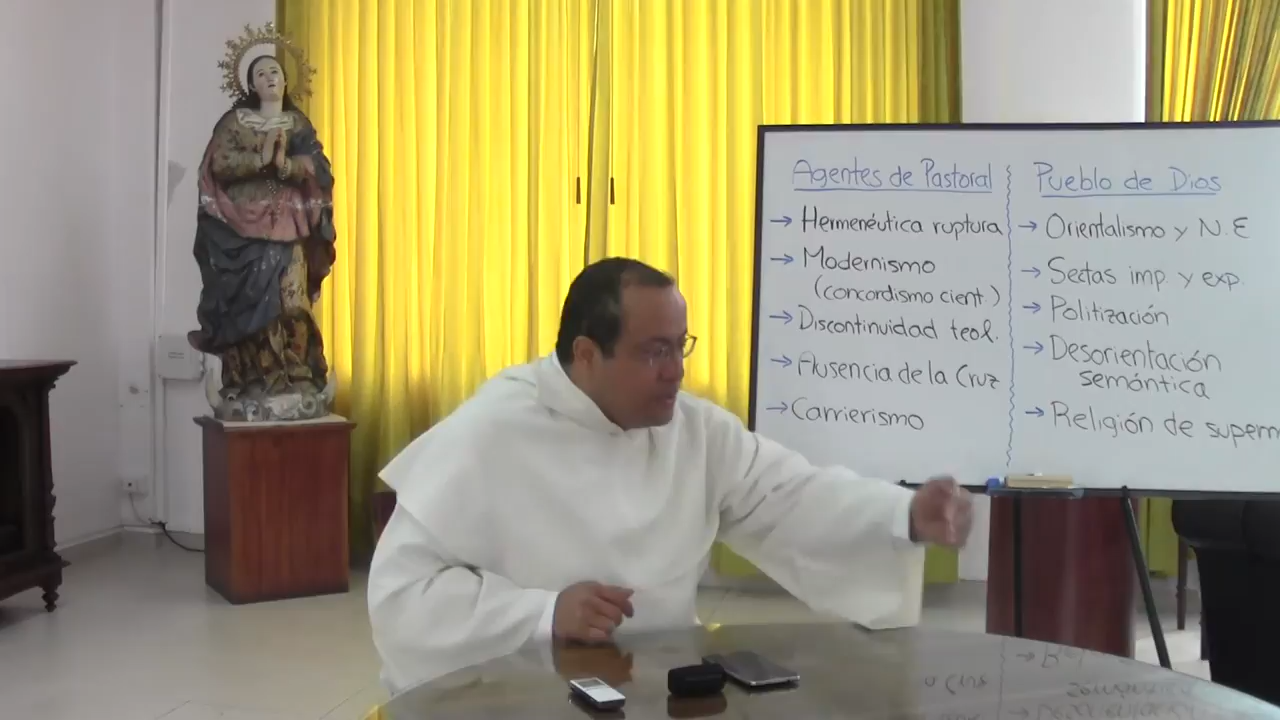 Agentes de Pastoral
→ Hermenéutica ruptura
→ Modernismo
(concordismo cient.)
→ Discontinuidad teol.
→ Ausencia de la Cruz
→ Carrierismo
Pueblo de Dios
→ Orientalismo y N.E
→ Sectas imp. y exp.
→ Politización
→ Desorientación
semántica
→ Religión de